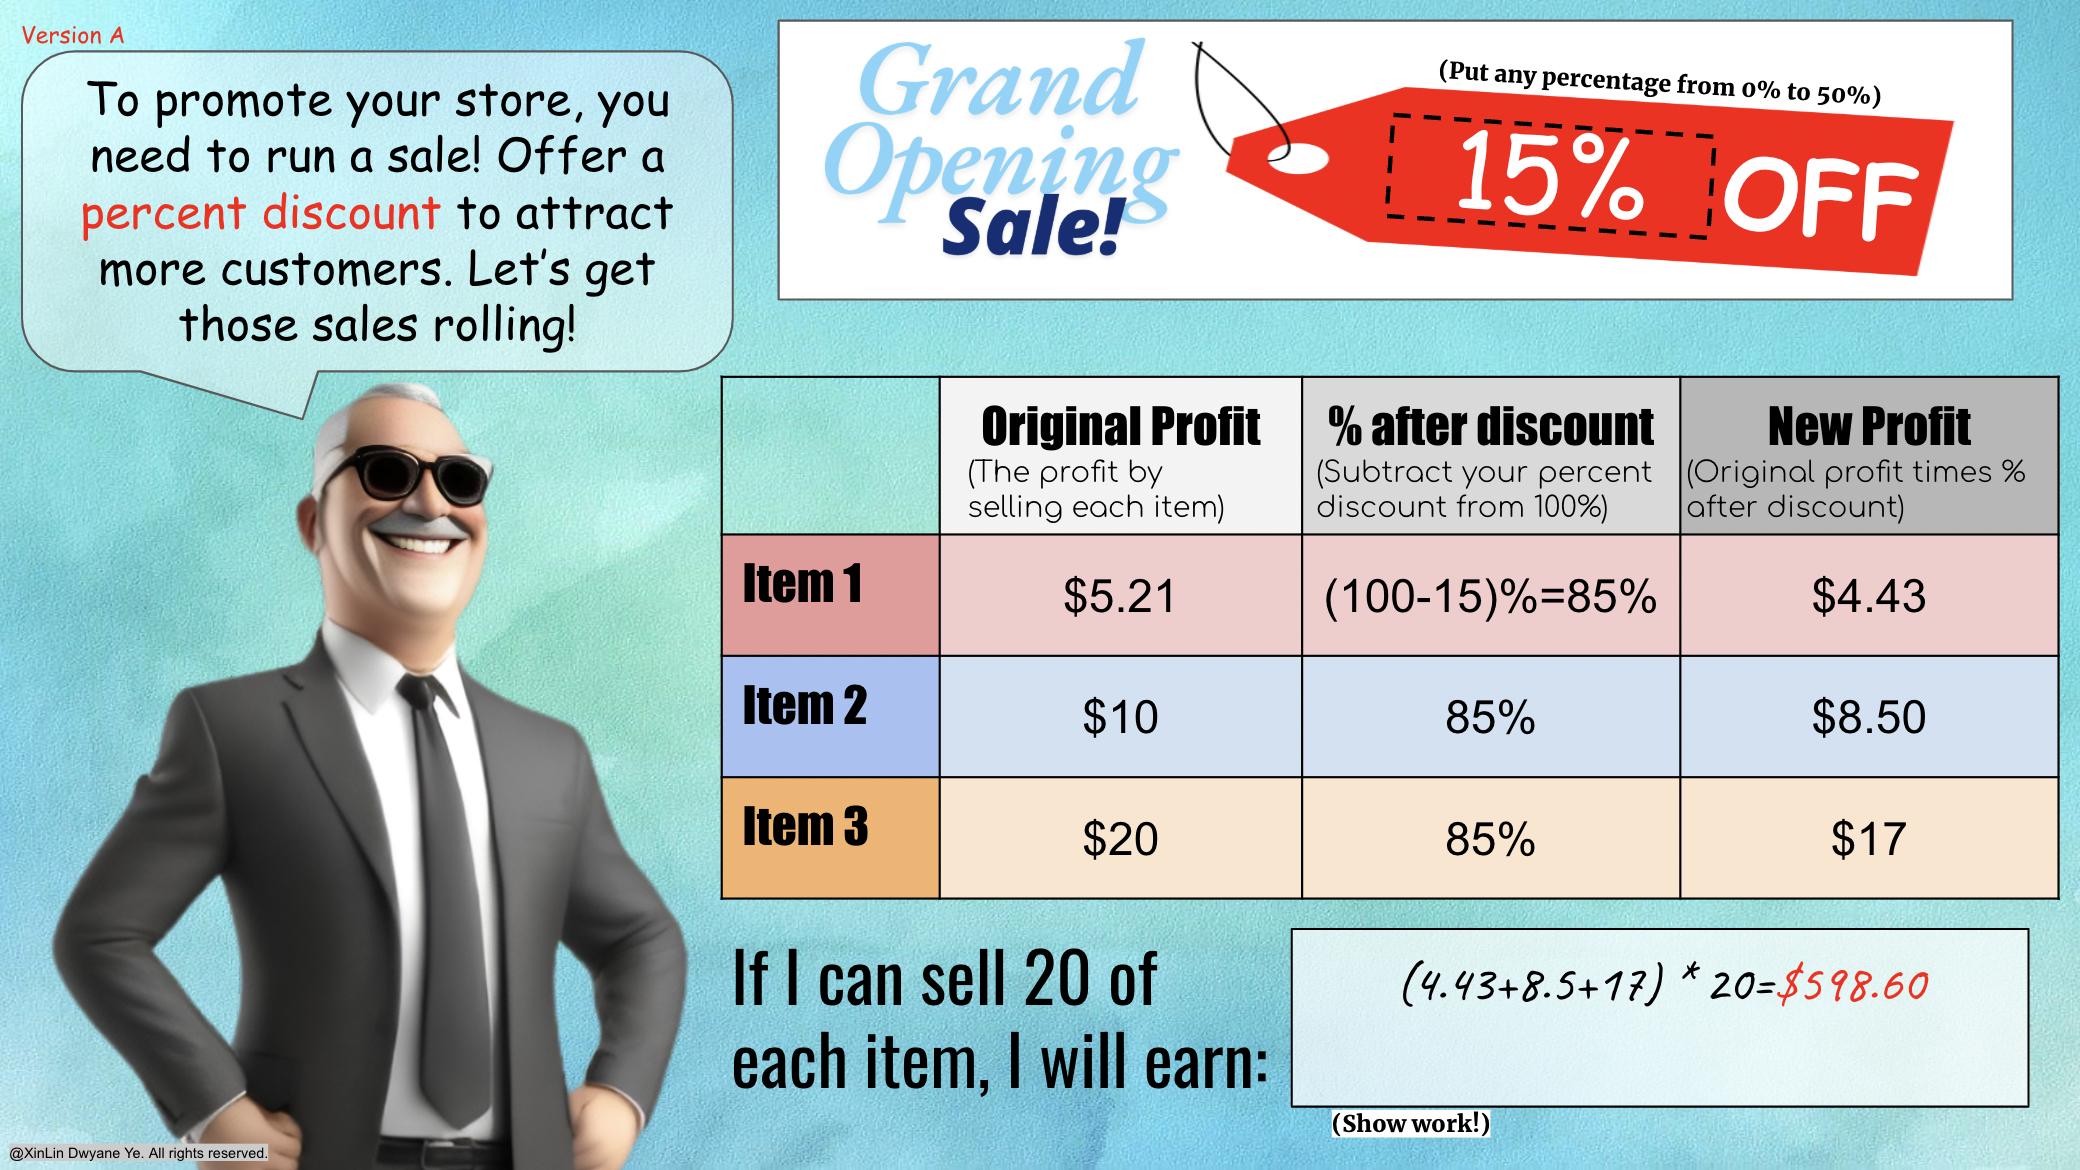 Version A
To promote your store, you
need to run a sale! Offer a
percent discount to attract
more customers. Let's get
those sales rolling!
Grand
Opening
Sale!
(Put any percentage from 0% to 50%)
15% OFF
Original Profit
(The profit by
selling each item)
% after discount
(Subtract your percent
discount from 100%)
New Profit
(Original profit times %
after discount)
Item 1
$5.21
(100-15)%=85%
$4.43
Item 2
$10
85%
$8.50
Item 3
$20
85%
$17
If I can sell 20 of
each item, I will earn:
(4.43+8.5+17) * 20=$598.60
(Show work!)
@XinLin Dwyane Ye. All rights reserved.